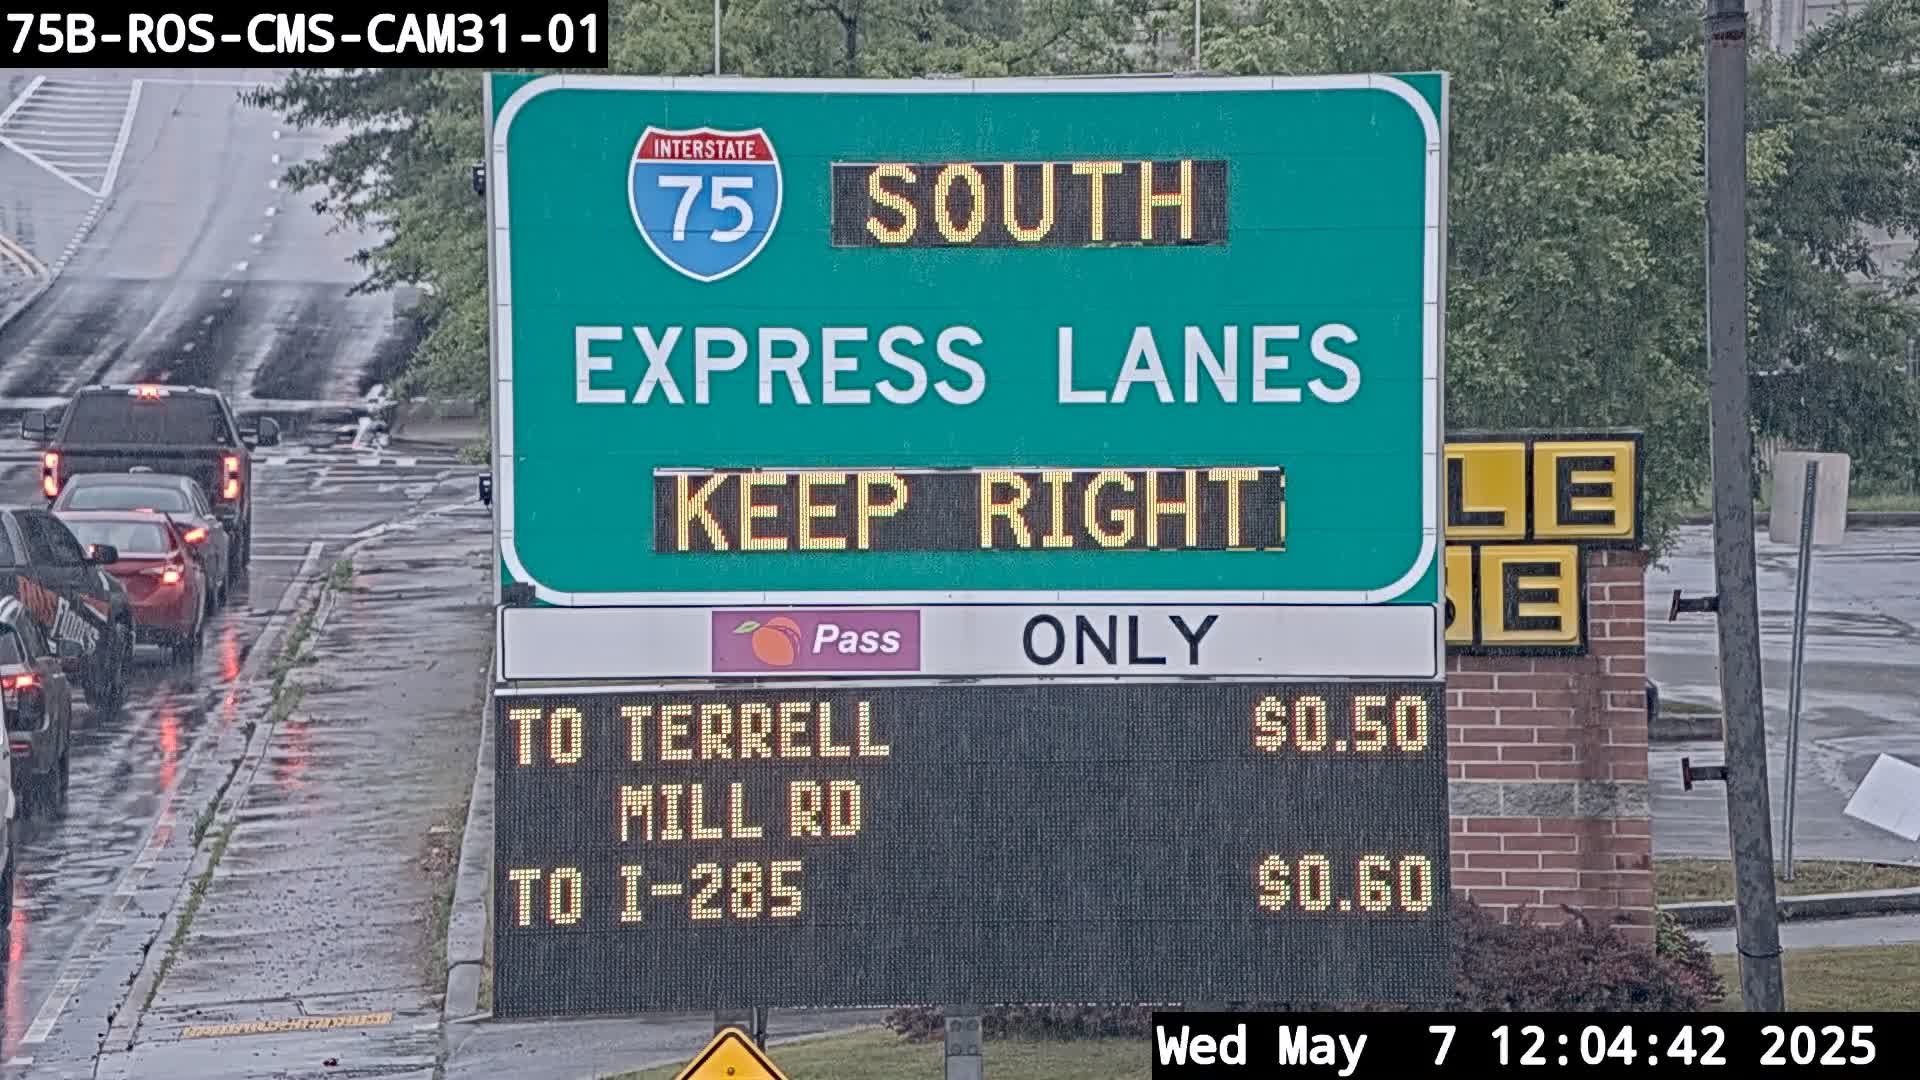 75B-ROS-CMS-CAM31-01
INTERSTATE
75
SOUTH
EXPRESS LANES
KEEP RIGHT
Pass ONLY
TO TERRELL $0.50
MILL RD
TO I-285 $0.60
LE
E
Wed May 7 12:04:42 2025